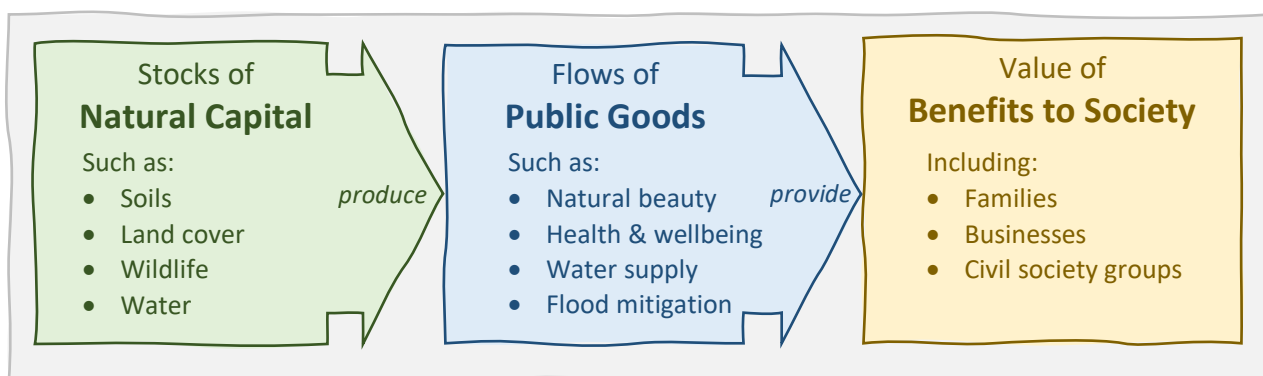 Stocks of
Natural Capital
Such as:
• Soils
• Land cover
• Wildlife
• Water
produce
Flows of
Public Goods
Such as:
• Natural beauty
• Health & wellbeing
• Water supply
• Flood mitigation
provide
Value of
Benefits to Society
Including:
• Families
• Businesses
• Civil society groups